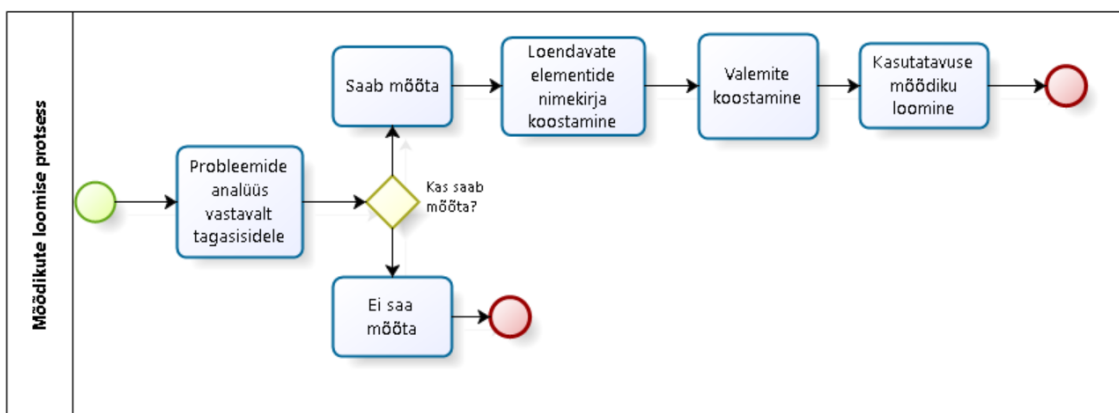 Mõõdikute loomise protsess
Probleemide
analüüs
vastavalt
tagasisidele
Kas saab
mõõta?
Saab mõõta
Loendavate
elementide
nimekirja
koostamine
Valemite
koostamine
Kasutatavuse
mõõdiku
loomine
Ei saa
mõõta